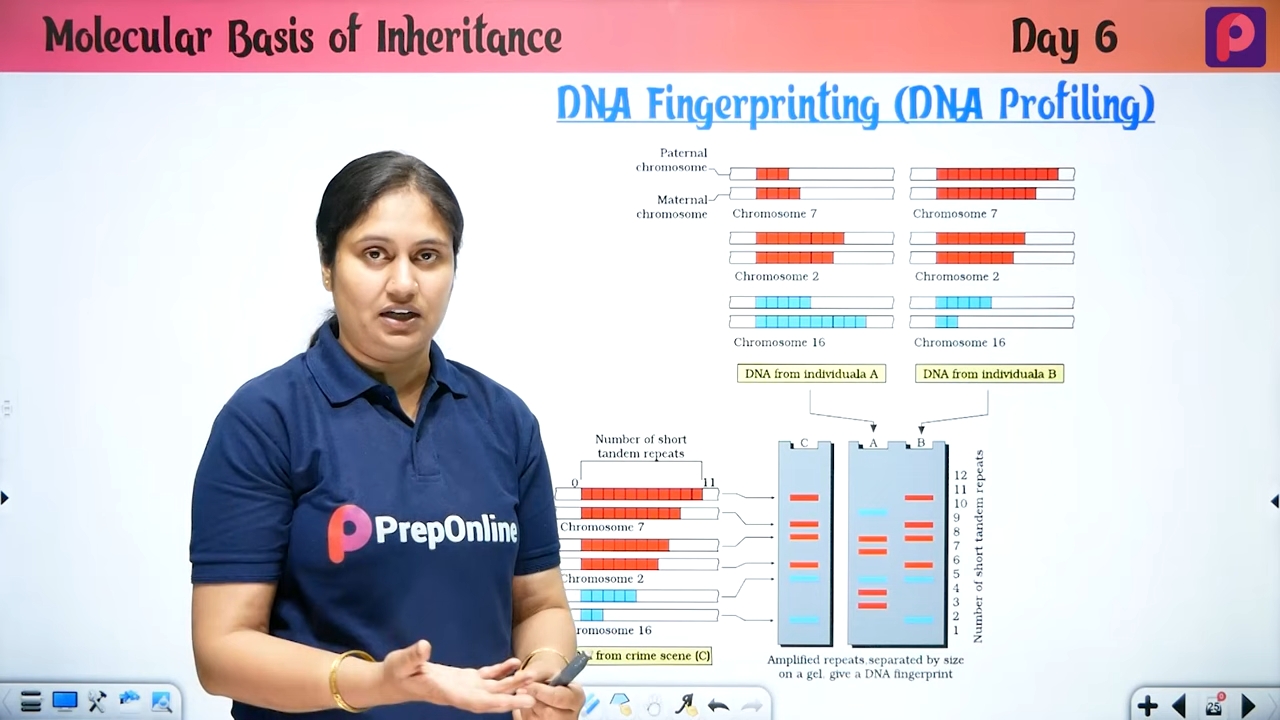 Molecular Basis of Inheritance
Day 6
DNA Fingerprinting (DNA Profiling)
Paternal
chromosome
Maternal
chromosome
Chromosome 7
Chromosome 7
Chromosome 2
Chromosome 2
Chromosome 16
Chromosome 16
DNA from individuala A
DNA from individuala B
Number of short
tandem repeats
0
11
Chromosome 7
Chromosome 2
romosome 16
from crime scene (C)
C
A
B
12
11
10
9
8
7
6
5
4
3
2
1
Number of short tandem repeats
Amplified repeats, separated by size
on a gel, give a DNA fingerprint
PrepOnline
25